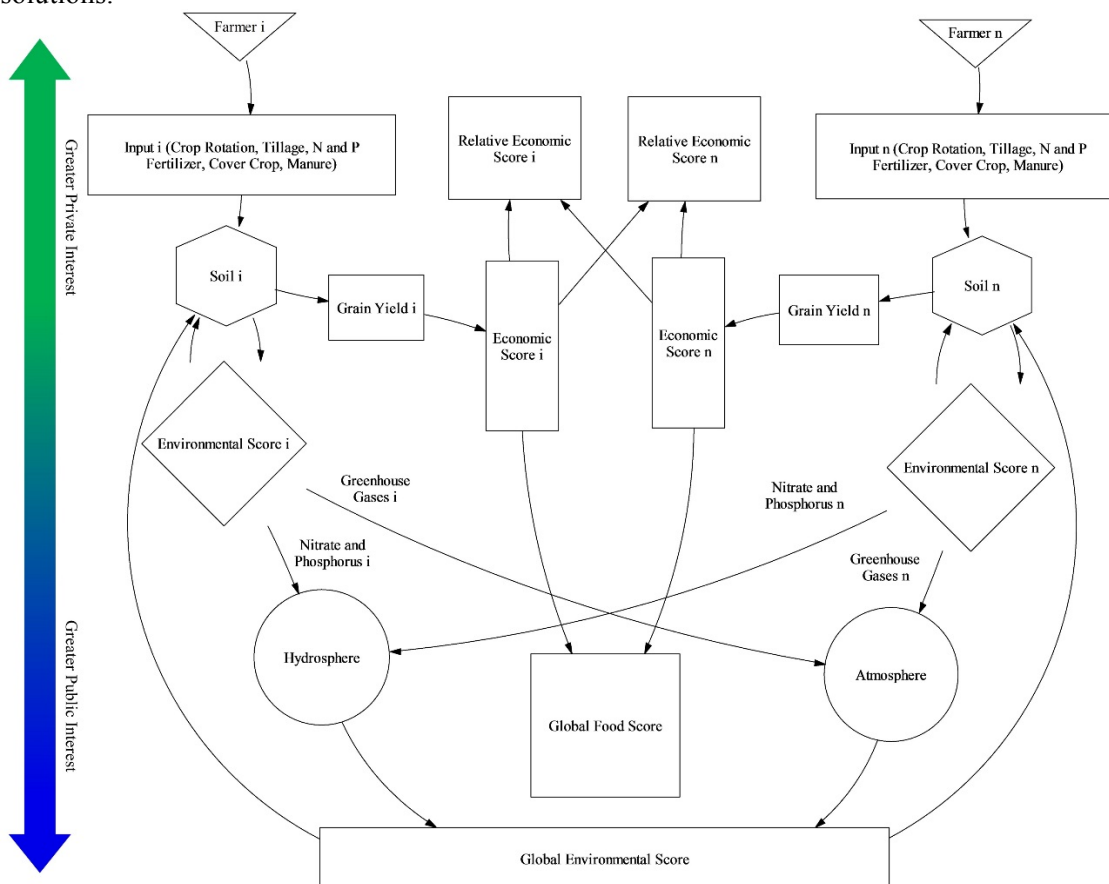 solutions.
Farmer i
Farmer n
Greater Private Interest
Input i (Crop Rotation, Tillage, N and P
Fertilizer, Cover Crop, Manure)
Relative Economic
Score i
Relative Economic
Score n
Input n (Crop Rotation, Tillage, N and P
Fertilizer, Cover Crop, Manure)
Soil i
Grain Yield i
Economic
Score i
Economic
Score n
Grain Yield n
Soil n
Environmental Score i
Environmental Score n
Greenhouse
Gases i
Nitrate and
Phosphorus n
Nitrate and
Phosphorus i
Greenhouse
Gases n
Greater Public Interest
Hydrosphere
Global Food Score
Atmosphere
Global Environmental Score